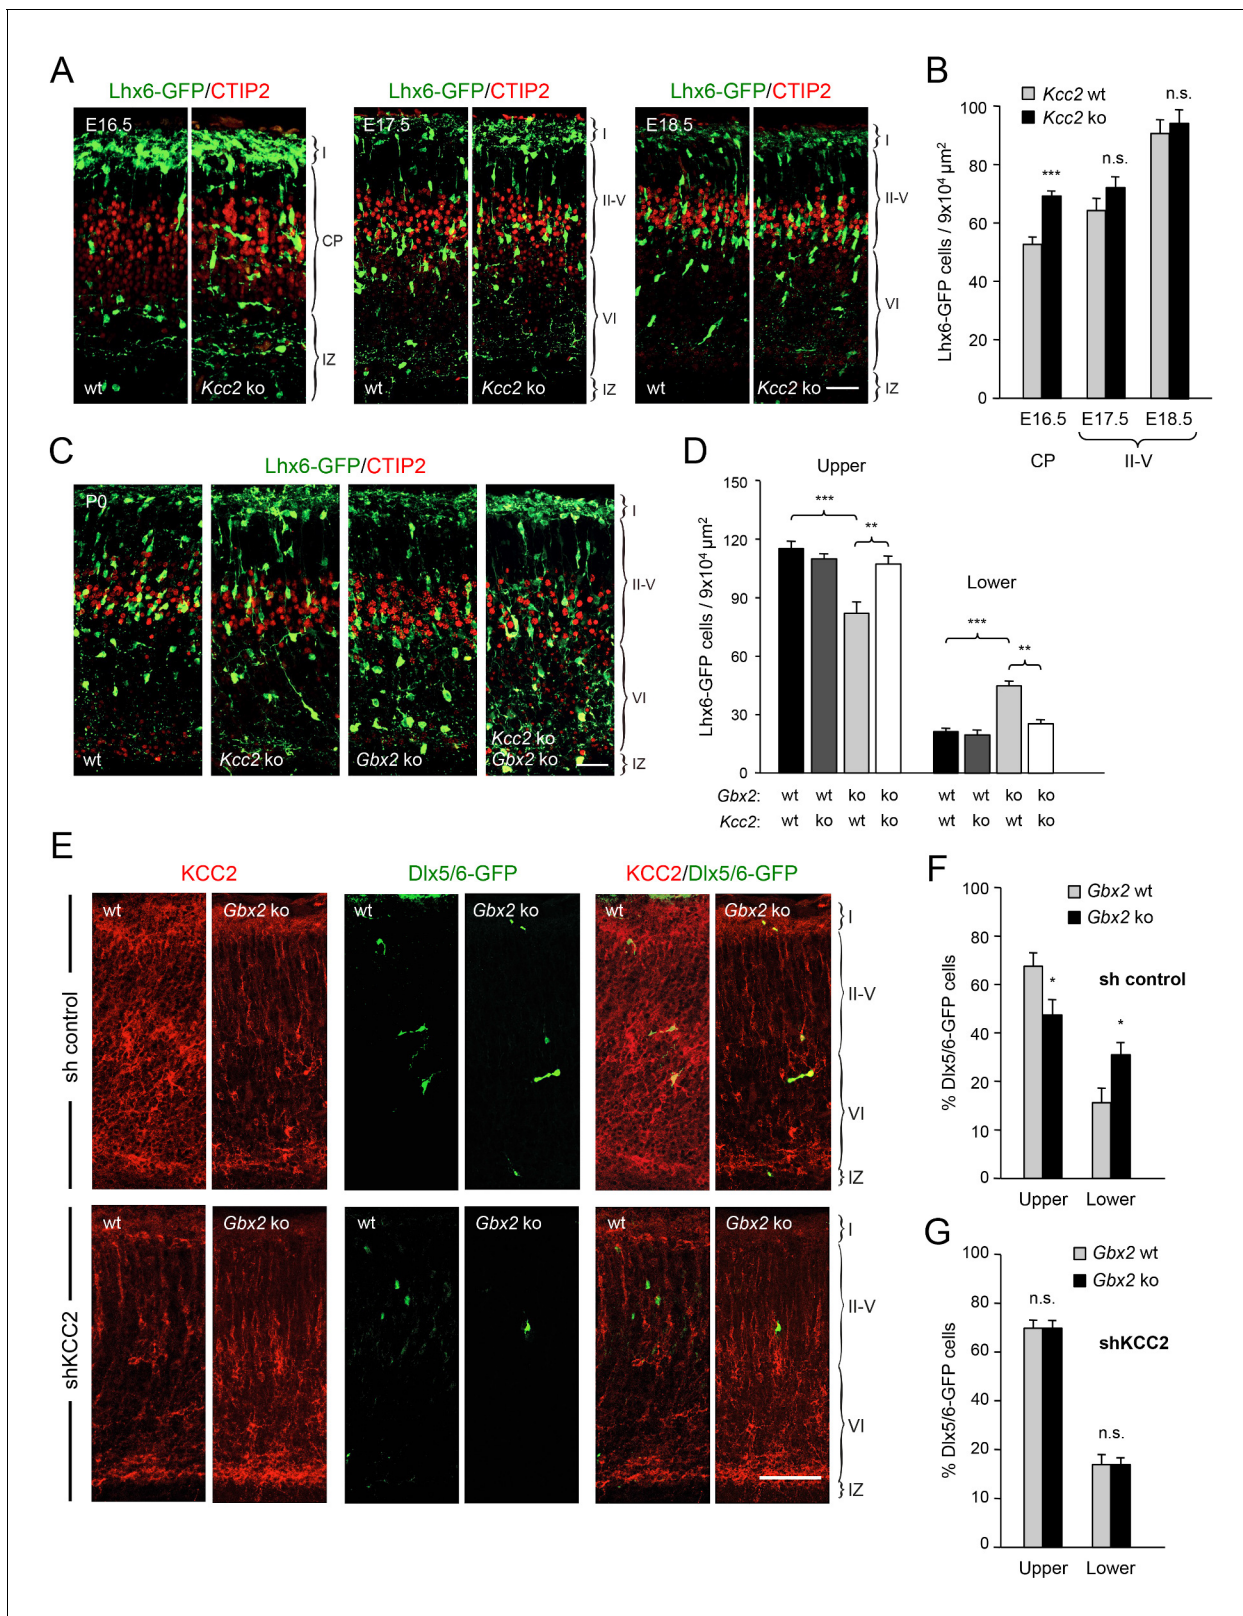 A
Lhx6-GFP/CTIP2
Lhx6-GFP/CTIP2
Lhx6-GFP/CTIP2
E16.5
wt
Kcc2 ko
I
CP
IZ
E17.5
wt
Kcc2 ko
I
II-V
VI
IZ
E18.5
wt
Kcc2 ko
I
II-V
VI
IZ
B
Kcc2 wt
Kcc2 ko
Lhx6-GFP cells / 9x10⁴ µm²
100
80
60
40
20
0
***
n.s.
n.s.
E16.5 E17.5 E18.5
CP II-V
C
Lhx6-GFP/CTIP2
P0
wt
Kcc2 ko
Gbx2 ko
Kcc2 ko
Gbx2 ko
I
II-V
VI
IZ
D
Upper
Lower
Lhx6-GFP cells / 9x10⁴ µm²
150
120
90
60
30
0
***
**
***
**
Gbx2: wt wt ko ko wt wt ko ko
Kcc2: wt ko wt ko wt ko wt ko
E
KCC2
Dlx5/6-GFP
KCC2/Dlx5/6-GFP
sh control
wt
Gbx2 ko
wt
Gbx2 ko
wt
Gbx2 ko
I
II-V
VI
IZ
shKCC2
wt
Gbx2 ko
wt
Gbx2 ko
wt
Gbx2 ko
I
II-V
VI
IZ
F
Gbx2 wt
Gbx2 ko
sh control
% Dlx5/6-GFP cells
100
80
60
40
20
10
0
*
*
Upper Lower
G
Gbx2 wt
Gbx2 ko
shKCC2
% Dlx5/6-GFP cells
100
80
60
40
20
10
0
n.s.
n.s.
Upper Lower